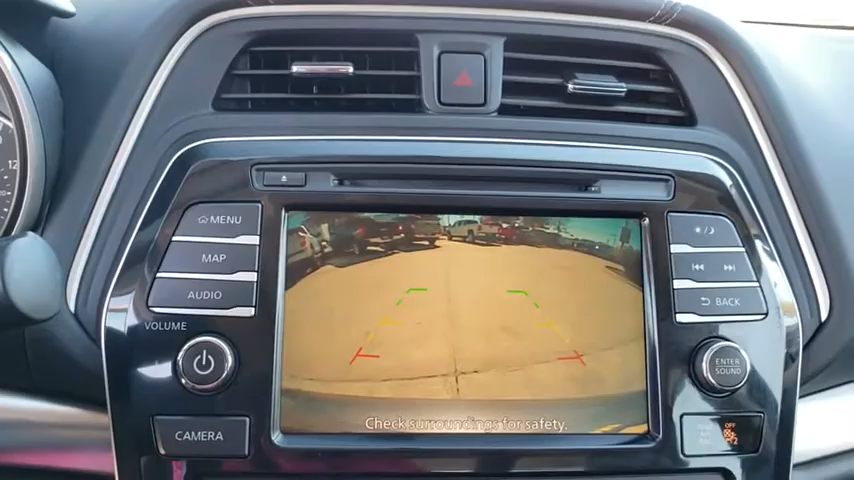 MENU
MAP
AUDIO
VOLUME
BACK
ENTER
SOUND
CAMERA
Check surroundings for safety.
OFF